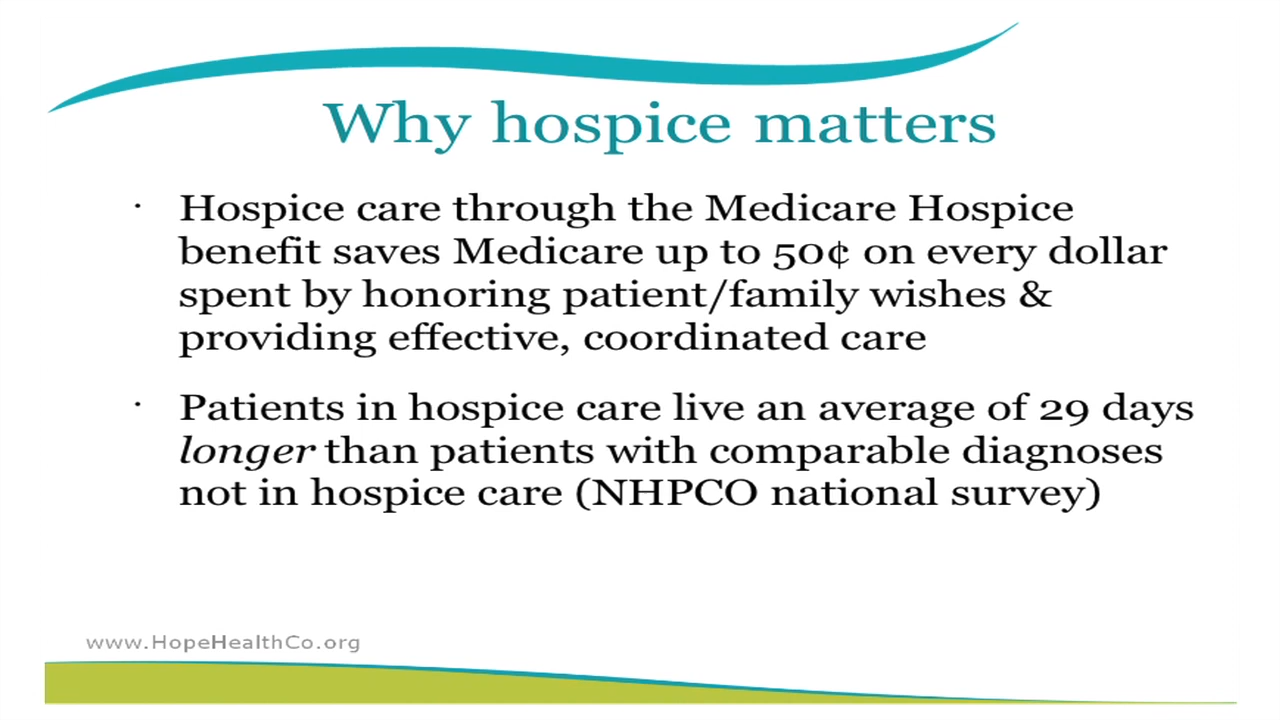 Why hospice matters
· Hospice care through the Medicare Hospice
benefit saves Medicare up to 50¢ on every dollar
spent by honoring patient/family wishes &
providing effective, coordinated care
· Patients in hospice care live an average of 29 days
longer than patients with comparable diagnoses
not in hospice care (NHPCO national survey)
www.HopeHealthCo.org